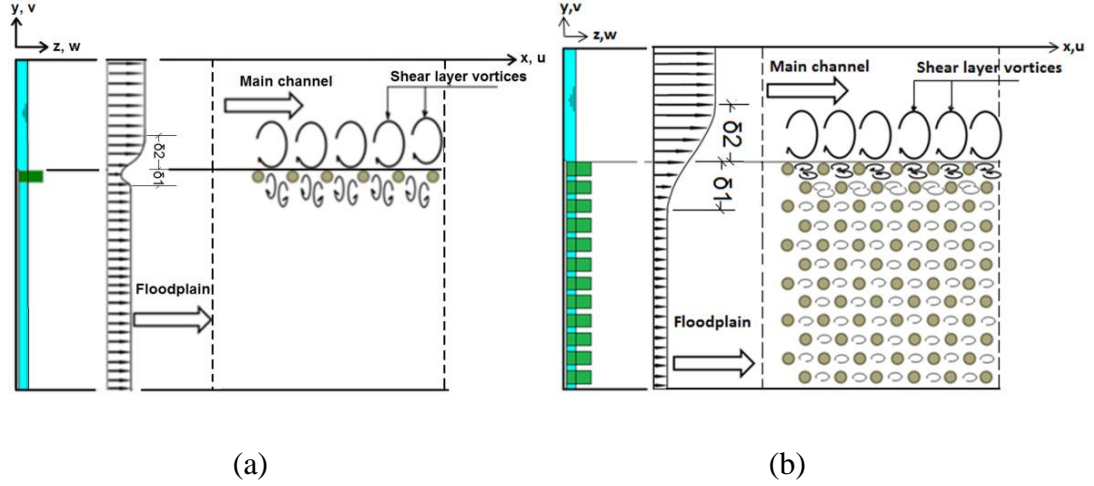 y, v
z, w
x, u
Main channel
Shear layer vortices
δ2
δ1
Floodplain
(a)
y,v
z,w
x,u
Main channel
Shear layer vortices
δ2
δ1
Floodplain
(b)